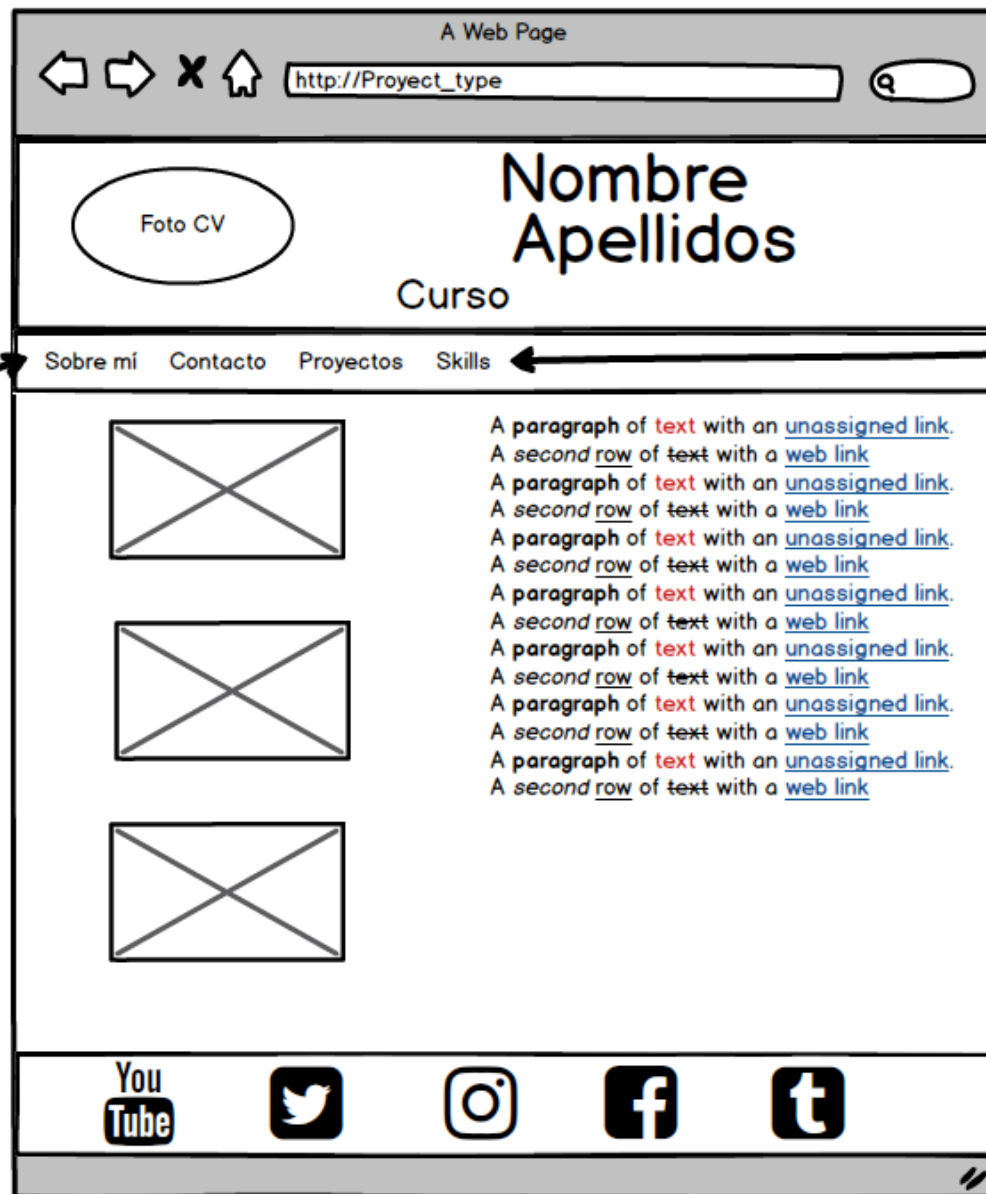 A Web Page
http://Proyect_type
Foto CV
Nombre
Apellidos
Curso
Sobre mí Contacto Proyectos Skills
A paragraph of text with an unassigned link.
A second row of text with a web link
A paragraph of text with an unassigned link.
A second row of text with a web link
A paragraph of text with an unassigned link.
A second row of text with a web link
A paragraph of text with an unassigned link.
A second row of text with a web link
A paragraph of text with an unassigned link.
A second row of text with a web link
A paragraph of text with an unassigned link.
A second row of text with a web link
A paragraph of text with an unassigned link.
A second row of text with a web link
You
Tube